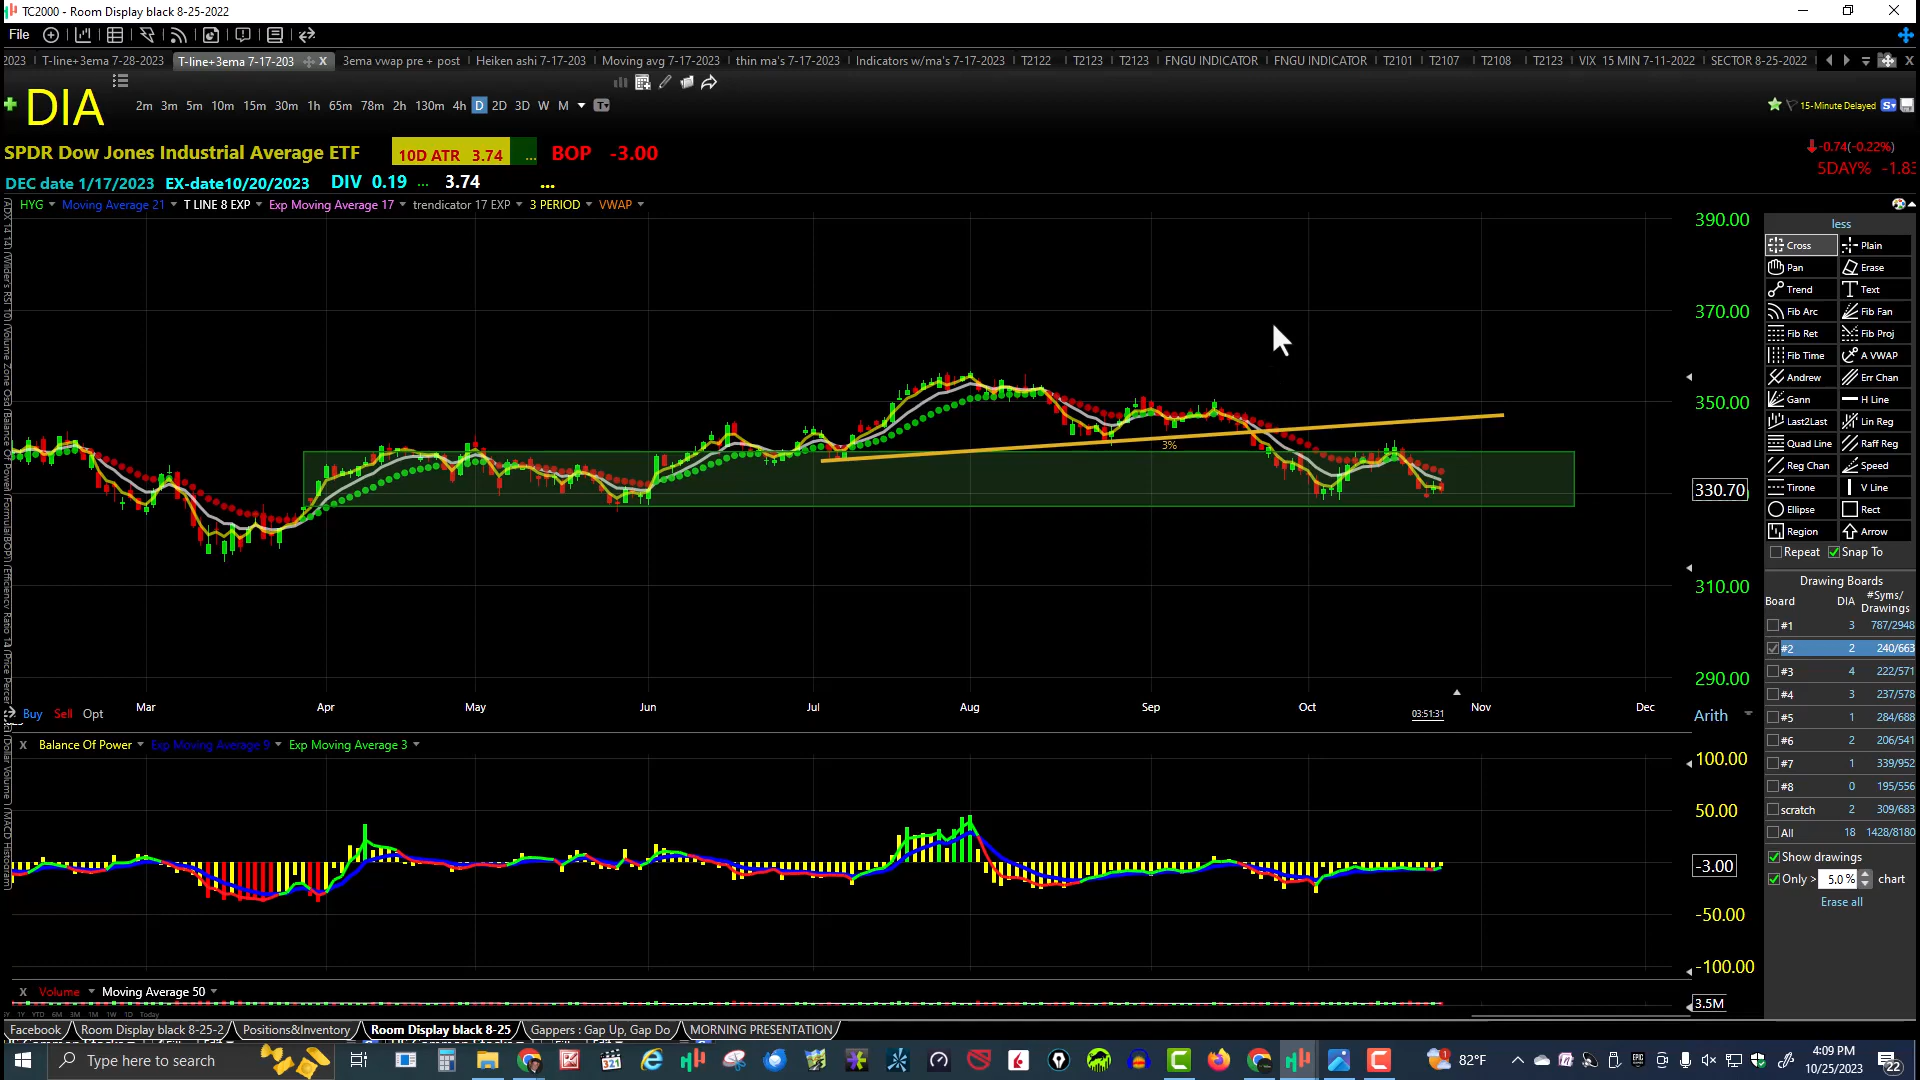 TC2000 - Room Display black 8-25-2022
File
2023 T-line+3ema 7-28-2023 T-line+3ema 7-17-203 X 3ema vwap pre + post Heiken ashi 7-17-203 Moving avg 7-17-2023 thin ma's 7-17-2023 Indicators w/ma's 7-17-2023 T2122 T2123 T2123 FNGU INDICATOR FNGU INDICATOR T2101 T2107 T2108 T2123 VIX 15 MIN 7-11-2022 SECTOR 8-25-2022 X
DIA 2m 3m 5m 10m 15m 30m 1h 65m 78m 2h 130m 4h D 2D 3D W M T 15-Minute Delayed S
SPDR Dow Jones Industrial Average ETF 10D ATR 3.74 ... BOP -3.00 -0.74(-0.22%)
5DAY% -1.83
DEC date 1/17/2023 EX-date10/20/2023 DIV 0.19 ... 3.74 ...
HYG Moving Average 21 T LINE 8 EXP Exp Moving Average 17 trendicator 17 EXP 3 PERIOD VWAP
390.00
370.00
350.00
3%
330.70
310.00
290.00
Mar Apr May Jun Jul Aug Sep Oct Nov Dec
03:51:31
Buy Sell Opt
Arith
X Balance Of Power Exp Moving Average 9 Exp Moving Average 3
100.00
50.00
-3.00
-50.00
-100.00
X Volume Moving Average 50
3.5M
less
Cross Plain
Pan Erase
Trend Text
Fib Arc Fib Fan
Fib Ret Fib Proj
Fib Time A VWAP
Andrew Err Chan
Gann H Line
Last2Last Lin Reg
Quad Line Raff Reg
Reg Chan Speed
Tirone V Line
Ellipse Rect
Region Arrow
Repeat Snap To
Drawing Boards
Board DIA #Syms/
Drawings
#1 3 787/2948
#2 2 240/663
#3 4 222/571
#4 3 237/578
#5 1 284/688
#6 2 206/541
#7 1 339/952
#8 0 195/556
scratch 2 309/683
All 18 1428/8180
Show drawings
Only > 5.0 % chart
Erase all
Facebook Room Display black 8-25-2 Positions&Inventory Room Display black 8-25 Gappers : Gap Up, Gap Do MORNING PRESENTATION
Type here to search
82°F
4:09 PM
10/25/2023
22